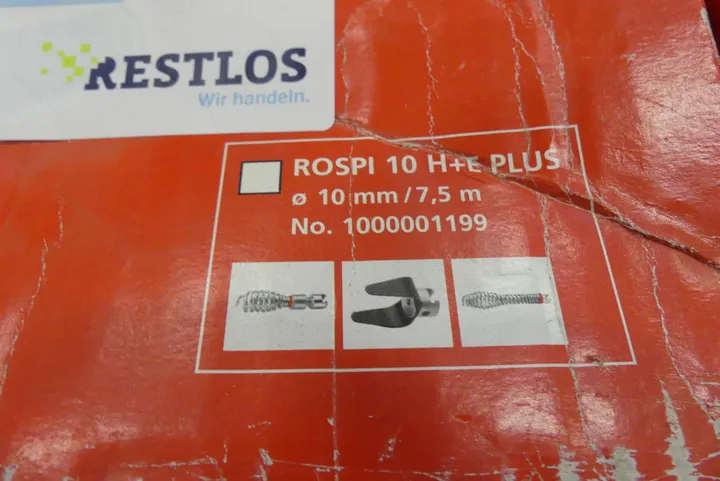 RESTLOS
Wir handeln.
ROSPI 10 H+E PLUS
ø 10 mm/7,5 m
No. 1000001199